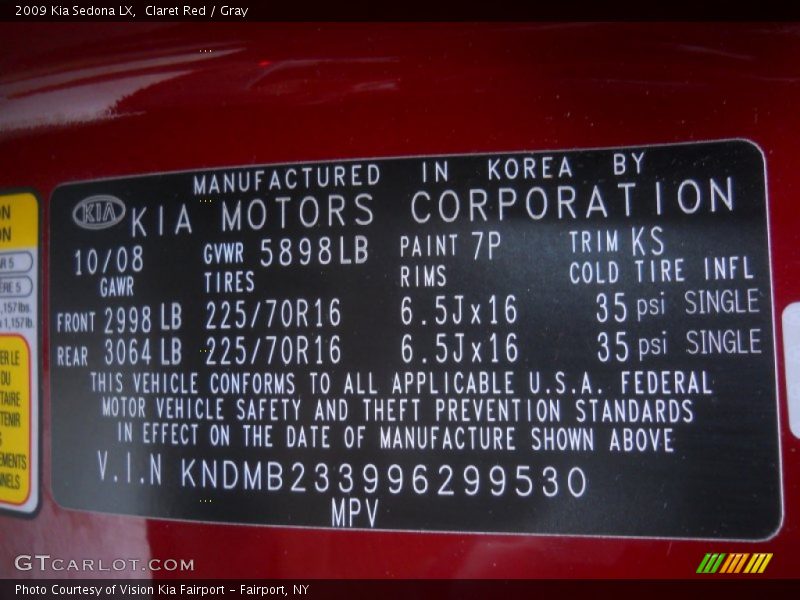 2009 Kia Sedona LX, Claret Red / Gray
MANUFACTURED IN KOREA BY
KIA KIA MOTORS CORPORATION
10/08 GVWR 5898LB PAINT 7P TRIM KS
GAWR TIRES RIMS COLD TIRE INFL
FRONT 2998 LB 225/70R16 6.5Jx16 35 psi SINGLE
REAR 3064 LB 225/70R16 6.5Jx16 35 psi SINGLE
THIS VEHICLE CONFORMS TO ALL APPLICABLE U.S.A. FEDERAL
MOTOR VEHICLE SAFETY AND THEFT PREVENTION STANDARDS
IN EFFECT ON THE DATE OF MANUFACTURE SHOWN ABOVE
V.I.N KNDMB233996299530
MPV
GTCARLOT.COM
Photo Courtesy of Vision Kia Fairport - Fairport, NY